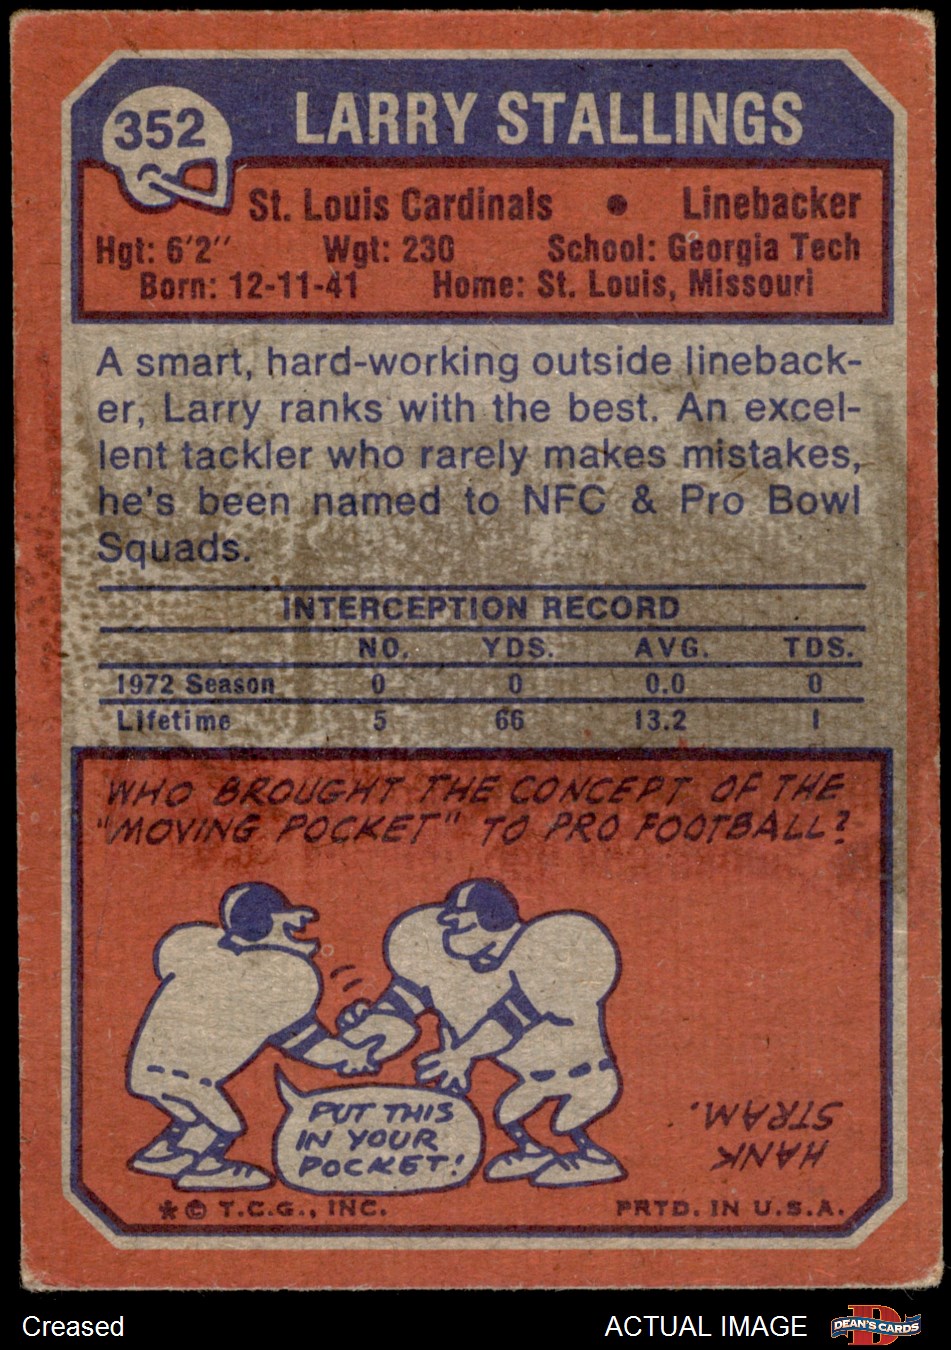 352
LARRY STALLINGS
St. Louis Cardinals • Linebacker
Hgt: 6'2" Wgt: 230 School: Georgia Tech
Born: 12-11-41 Home: St. Louis, Missouri
A smart, hard-working outside lineback-
er, Larry ranks with the best. An excel-
lent tackler who rarely makes mistakes,
he's been named to NFC & Pro Bowl
Squads.
INTERCEPTION RECORD
NO. YDS. AVG. TDS.
1972 Season 0 0 0.0 0
Lifetime 5 66 13.2 1
WHO BROUGHT THE CONCEPT OF THE
"MOVING POCKET" TO PRO FOOTBALL?
PUT THIS
IN YOUR
POCKET!
HANK
STRAM.
* © T.C.G., INC. PRTD. IN U.S.A.
Creased
ACTUAL IMAGE
DEAN'S CARDS